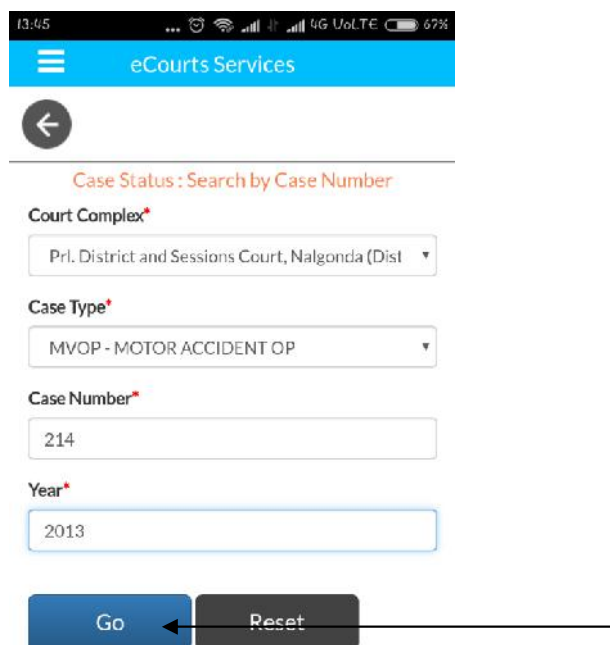 13:45 ... 4G VoLTE 67%
eCourts Services
Case Status : Search by Case Number
Court Complex*
Prl. District and Sessions Court, Nalgonda (Dist
Case Type*
MVOP - MOTOR ACCIDENT OP
Case Number*
214
Year*
2013
Go Reset